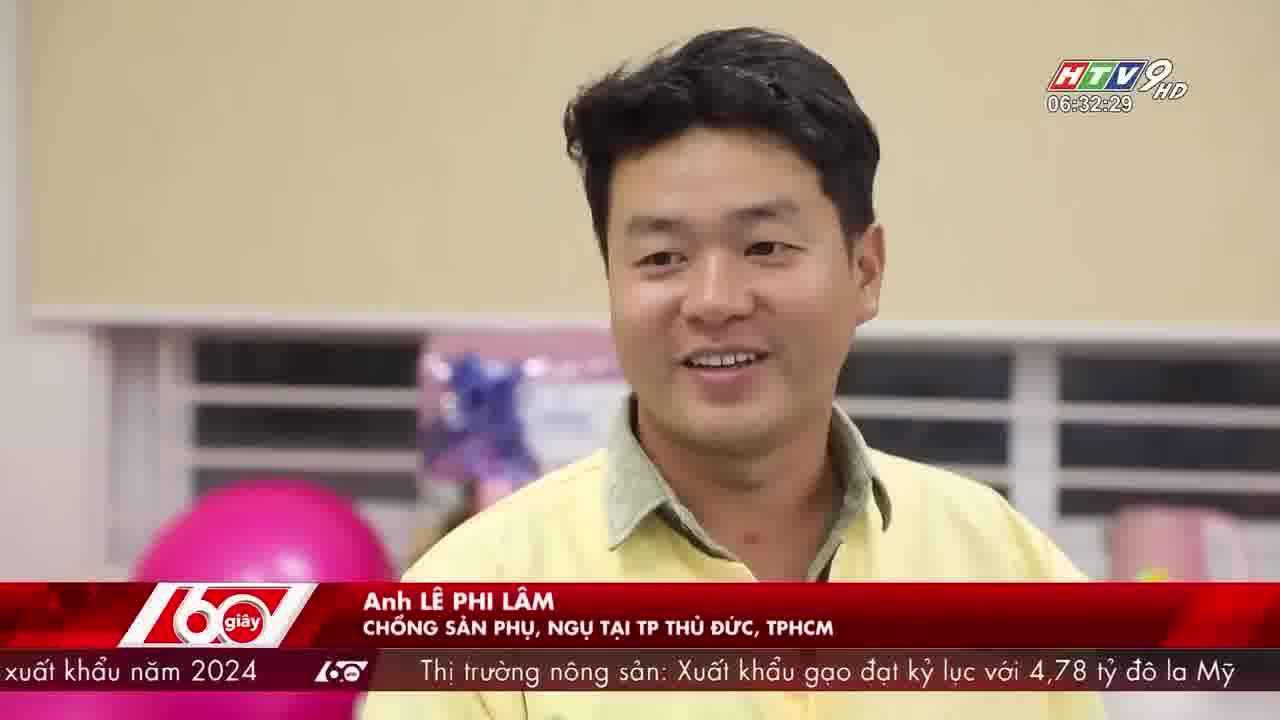 HTV9 HD
06:32:29
60 giây
Anh LÊ PHI LÂM
CHỒNG SẢN PHỤ, NGỤ TẠI TP THỦ ĐỨC, TPHCM
xuất khẩu năm 2024 60 giây Thị trường nông sản: Xuất khẩu gạo đạt kỷ lục với 4,78 tỷ đô la Mỹ